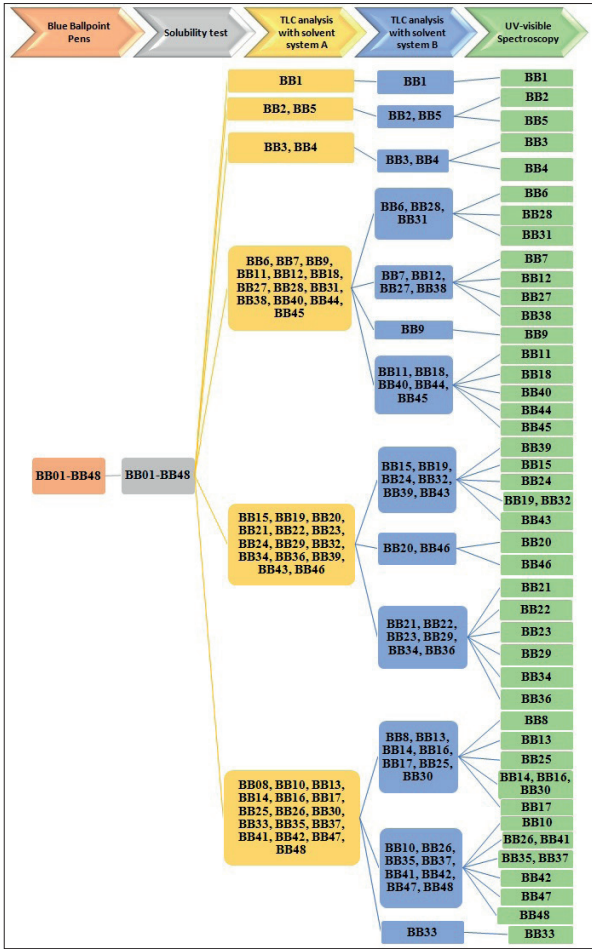 Blue Ballpoint
Pens
Solubility test
TLC analysis
with solvent
system A
TLC analysis
with solvent
system B
UV-visible
Spectroscopy
BB01-BB48
BB01-BB48
BB1
BB2, BB5
BB3, BB4
BB6, BB7, BB9,
BB11, BB12, BB18,
BB27, BB28, BB31,
BB38, BB40, BB44,
BB45
BB15, BB19, BB20,
BB21, BB22, BB23,
BB24, BB29, BB32,
BB34, BB36, BB39,
BB43, BB46
BB08, BB10, BB13,
BB14, BB16, BB17,
BB25, BB26, BB30,
BB33, BB35, BB37,
BB41, BB42, BB47,
BB48
BB1
BB2, BB5
BB3, BB4
BB6, BB28,
BB31
BB7, BB12,
BB27, BB38
BB9
BB11, BB18,
BB40, BB44,
BB45
BB15, BB19,
BB24, BB32,
BB39, BB43
BB20, BB46
BB21, BB22,
BB23, BB29,
BB34, BB36
BB8, BB13,
BB14, BB16,
BB17, BB25,
BB30
BB10, BB26,
BB35, BB37,
BB41, BB42,
BB47, BB48
BB33
BB1
BB2
BB5
BB3
BB4
BB6
BB28
BB31
BB7
BB12
BB27
BB38
BB9
BB11
BB18
BB40
BB44
BB45
BB39
BB15
BB24
BB19, BB32
BB43
BB20
BB46
BB21
BB22
BB23
BB29
BB34
BB36
BB8
BB13
BB25
BB14, BB16,
BB30
BB17
BB10
BB26, BB41
BB35, BB37
BB42
BB47
BB48
BB33